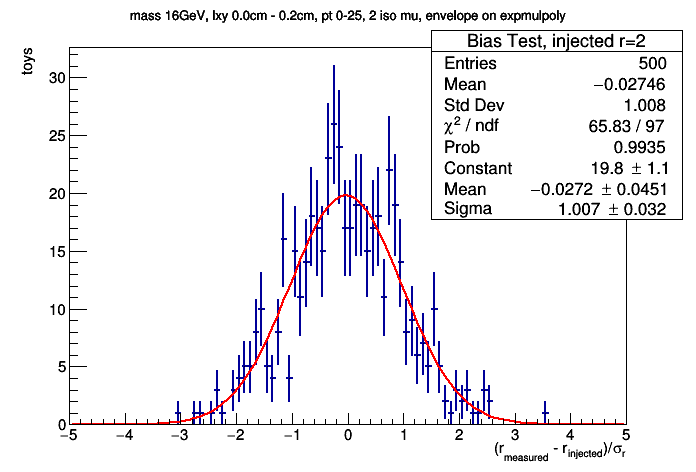 mass 16GeV, lxy 0.0cm - 0.2cm, pt 0-25, 2 iso mu, envelope on expmulpoly
toys
Bias Test, injected r=2
Entries 500
Mean −0.02746
Std Dev 1.008
χ² / ndf 65.83 / 97
Prob 0.9935
Constant 19.8 ± 1.1
Mean −0.0272 ± 0.0451
Sigma 1.007 ± 0.032
30
25
20
15
10
5
0
−5 −4 −3 −2 −1 0 1 2 3 4 5
(r_measured - r_injected)/σ_r